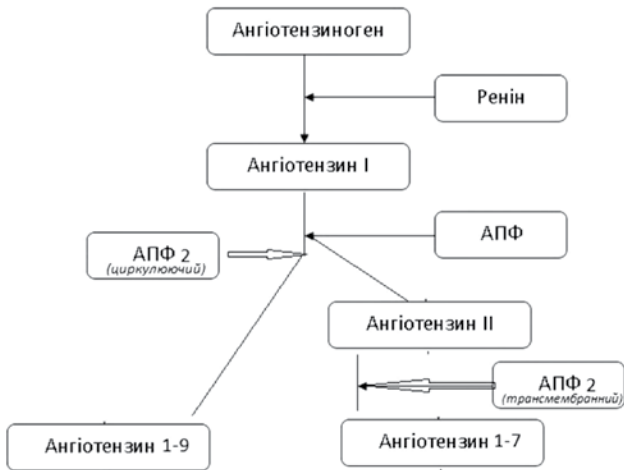 Ангіотензиноген
Ренін
Ангіотензин I
АПФ 2
(циркулюючий)
АПФ
Ангіотензин II
АПФ 2
(трансмембранний)
Ангіотензин 1-9
Ангіотензин 1-7